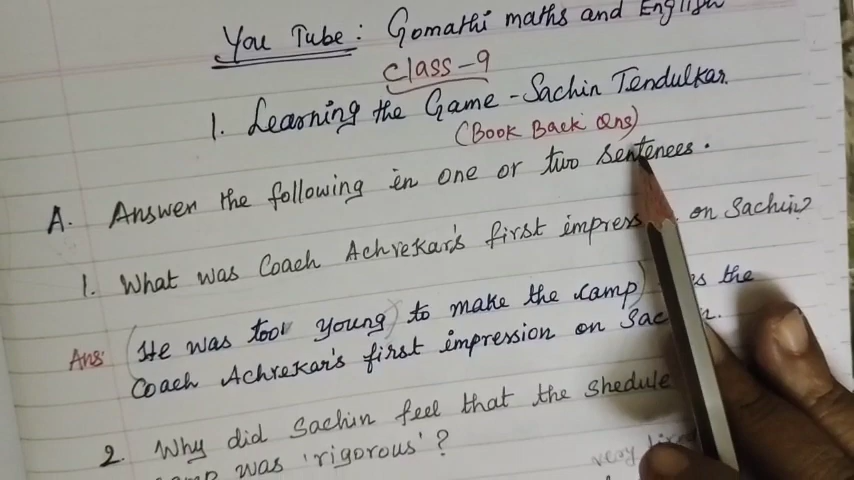 You Tube: Gomathi maths and English
Class-9
1. Learning the Game - Sachin Tendulkar.
(Book Back Qns)
A. Answer the following in one or two sentences.
1. What was Coach Achrekar's first impress on Sachin?
Ans: (He was too young) to make the camp) the
Coach Achrekar's first impression on Sac n.
2. Why did Sachin feel that the shedule
camp was 'rigorous'?
very